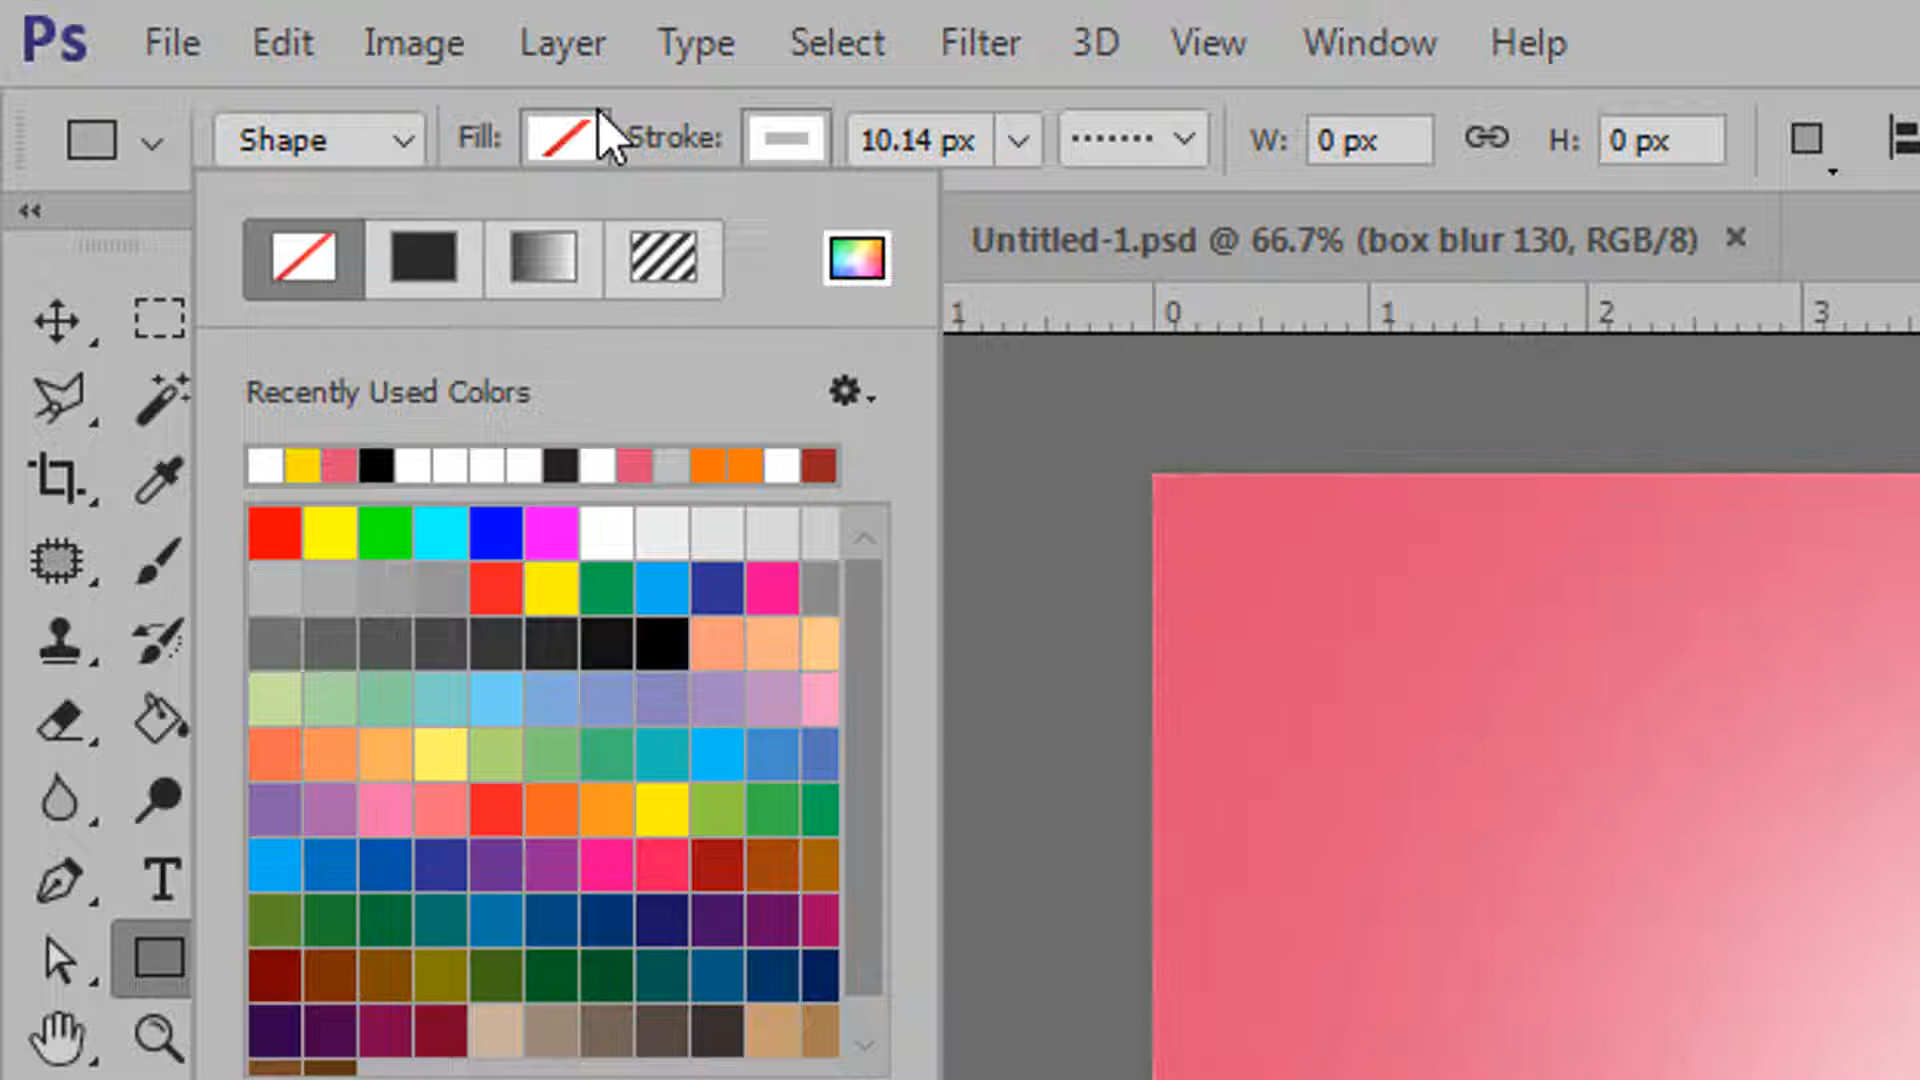 Ps File Edit Image Layer Type Select Filter 3D View Window Help
Shape Fill: Stroke: 10.14 px W: 0 px H: 0 px
Untitled-1.psd @ 66.7% (box blur 130, RGB/8) ×
1 0 1 2 3
Recently Used Colors
T